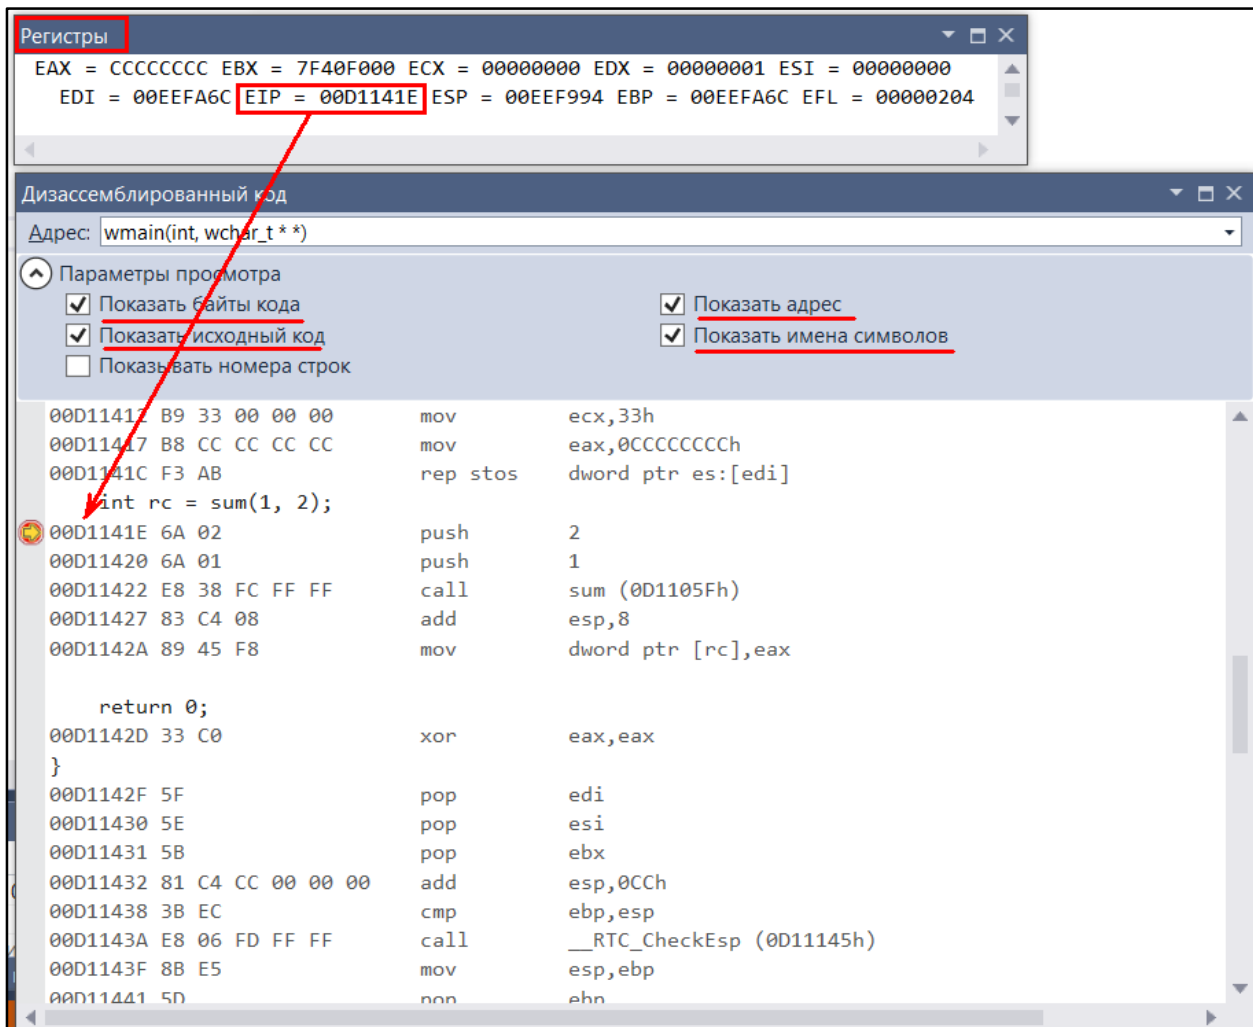 Регистры
EAX = CCCCCCCC EBX = 7F40F000 ECX = 00000000 EDX = 00000001 ESI = 00000000
EDI = 00EEFA6C EIP = 00D1141E ESP = 00EEF994 EBP = 00EEFA6C EFL = 00000204
Дизассемблированный код
Адрес: wmain(int, wchar_t * *)
Параметры просмотра
Показать байты кода Показать адрес
Показать исходный код Показать имена символов
Показывать номера строк
00D11412 B9 33 00 00 00 mov ecx,33h
00D11417 B8 CC CC CC CC mov eax,0CCCCCCCCh
00D1141C F3 AB rep stos dword ptr es:[edi]
int rc = sum(1, 2);
00D1141E 6A 02 push 2
00D11420 6A 01 push 1
00D11422 E8 38 FC FF FF call sum (0D1105Fh)
00D11427 83 C4 08 add esp,8
00D1142A 89 45 F8 mov dword ptr [rc],eax
return 0;
00D1142D 33 C0 xor eax,eax
}
00D1142F 5F pop edi
00D11430 5E pop esi
00D11431 5B pop ebx
00D11432 81 C4 CC 00 00 00 add esp,0CCh
00D11438 3B EC cmp ebp,esp
00D1143A E8 06 FD FF FF call __RTC_CheckEsp (0D11145h)
00D1143F 8B E5 mov esp,ebp
00D11441 5D pop ebp